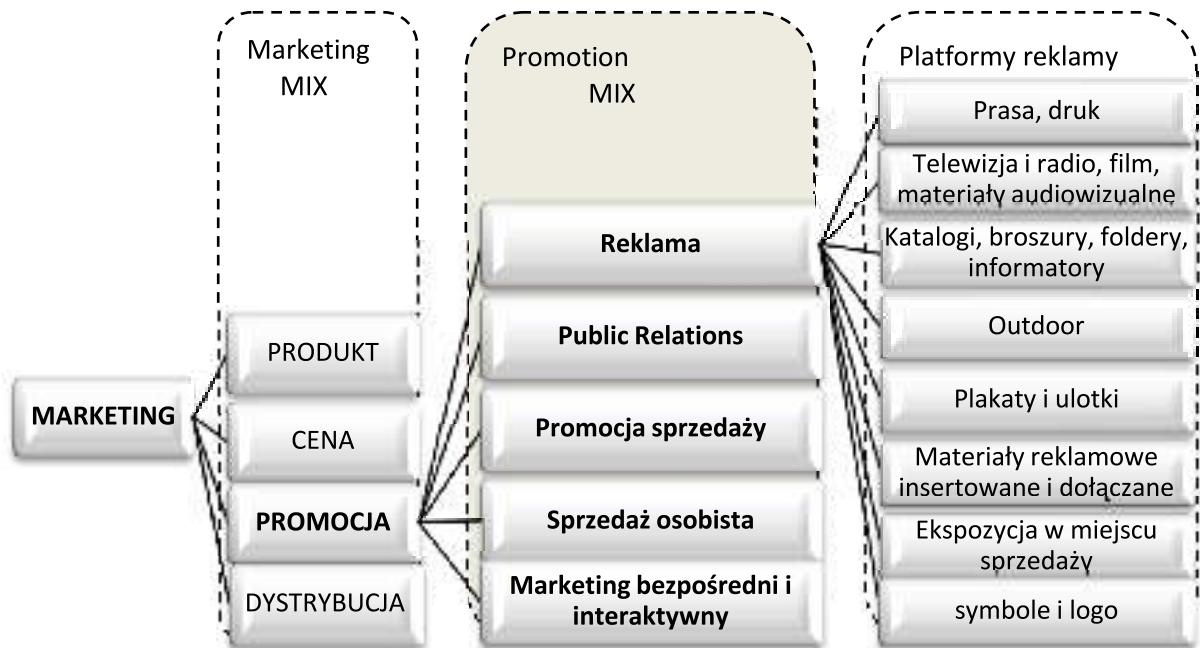 Marketing
MIX
Promotion
MIX
Platformy reklamy
MARKETING
PRODUKT
CENA
PROMOCJA
DYSTRYBUCJA
Reklama
Public Relations
Promocja sprzedaży
Sprzedaż osobista
Marketing bezpośredni i
interaktywny
Prasa, druk
Telewizja i radio, film,
materiały audiowizualne
Katalogi, broszury, foldery,
informatory
Outdoor
Plakaty i ulotki
Materiały reklamowe
insertowane i dołączane
Ekspozycja w miejscu
sprzedaży
symbole i logo